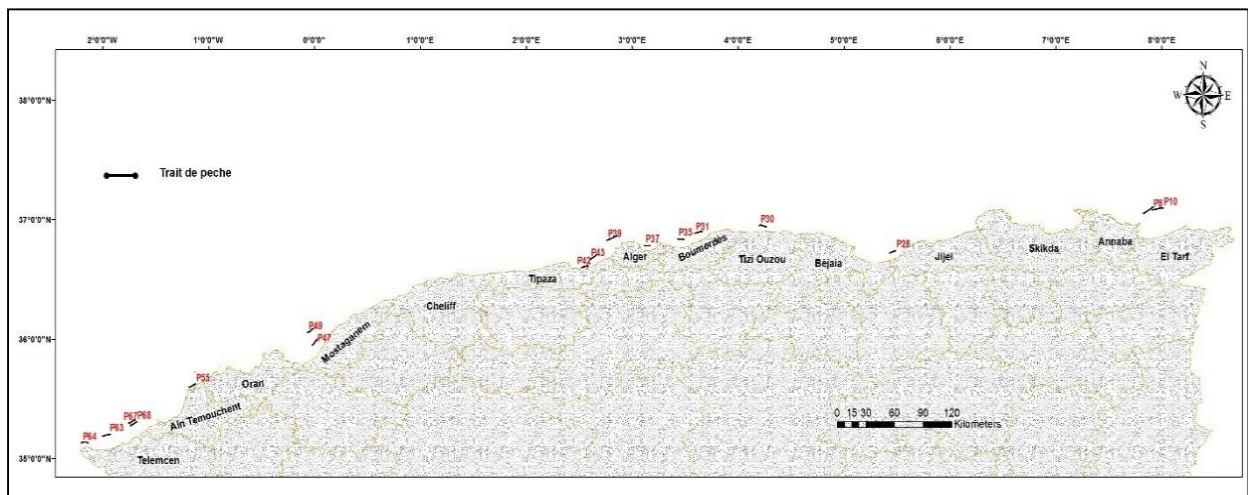 2°0'0"W 1°0'0"W 0°0'0" 1°0'0"E 2°0'0"E 3°0'0"E 4°0'0"E 5°0'0"E 6°0'0"E 7°0'0"E 8°0'0"E
N
W E
S
38°0'0"N
Trait de peche
37°0'0"N
P8 P10
P39 P37 P35 P31 P30
P42 P43 P28
Alger Boumerdès Tizi Ouzou Béjaia Jijel Skikda Annaba El Tarf
Tipaza
Cheliff
36°0'0"N
P49
P47
Mostaganem
P55
Oran
Ain Temouchent
P67 P68
P63
P64
0 15 30 60 90 120
Kilometers
35°0'0"N
Telemcen